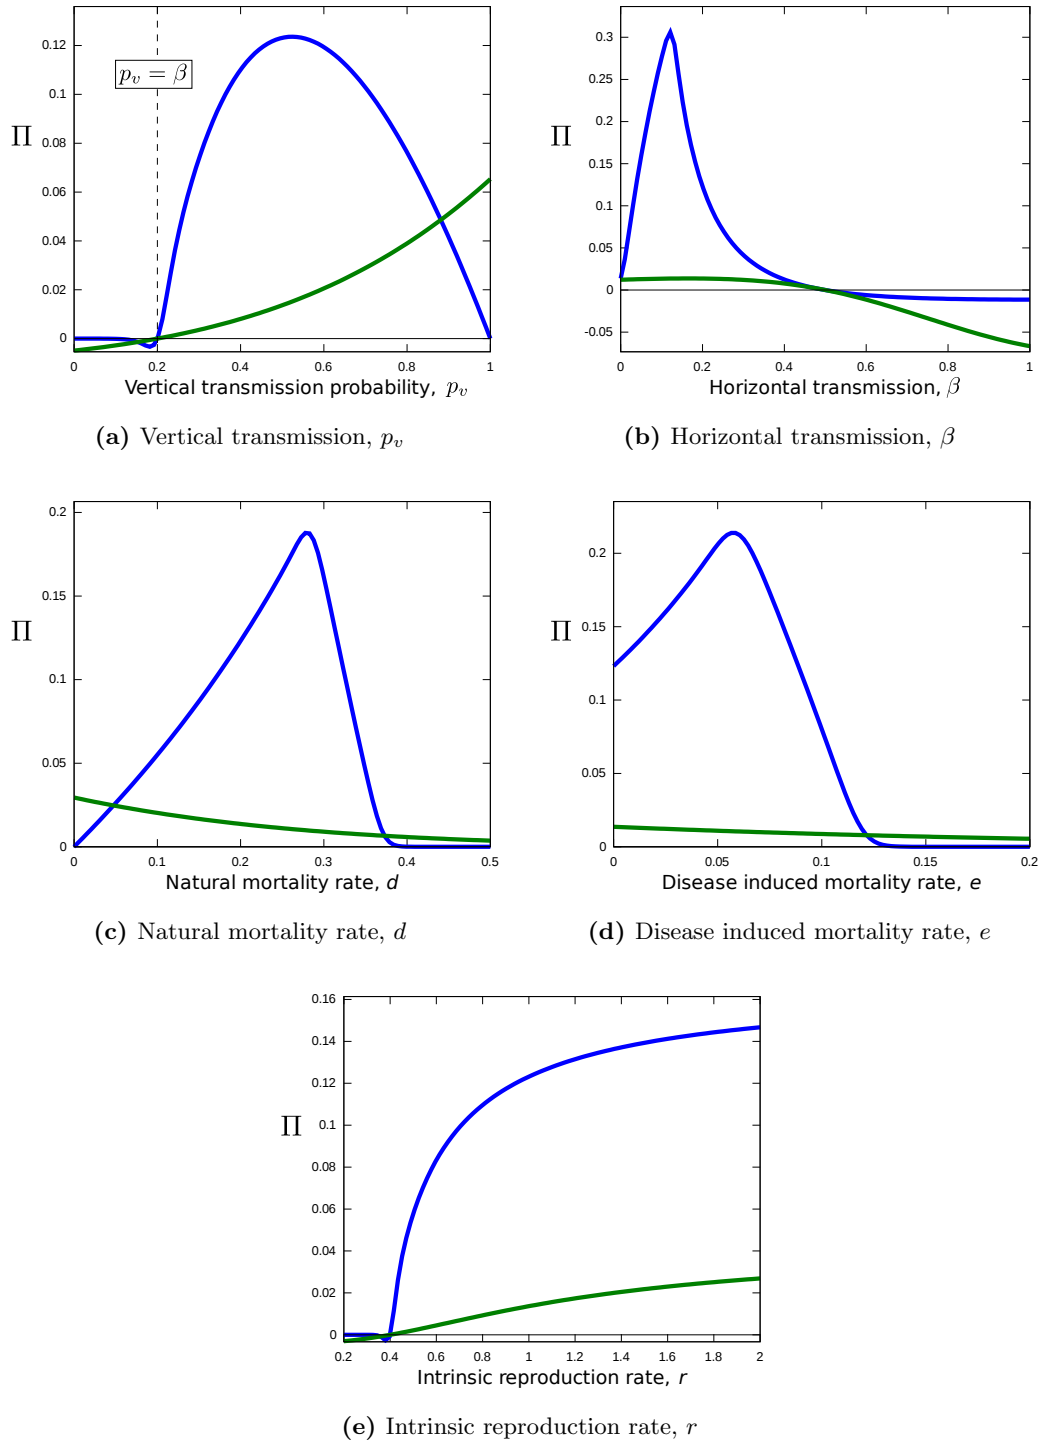 0.12
0.1
0.08
0.06
0.04
0.02
0
Π
p_v = β
0 0.2 0.4 0.6 0.8 1
Vertical transmission probability, p_v
(a) Vertical transmission, p_v
0.3
0.25
0.2
0.15
0.1
0.05
0
-0.05
Π
0 0.2 0.4 0.6 0.8 1
Horizontal transmission, β
(b) Horizontal transmission, β
0.2
0.15
0.1
0.05
0
Π
0 0.1 0.2 0.3 0.4 0.5
Natural mortality rate, d
(c) Natural mortality rate, d
0.2
0.15
0.1
0.05
0
Π
0 0.05 0.1 0.15 0.2
Disease induced mortality rate, e
(d) Disease induced mortality rate, e
0.16
0.14
0.12
0.1
0.08
0.06
0.04
0.02
0
Π
0.2 0.4 0.6 0.8 1 1.2 1.4 1.6 1.8 2
Intrinsic reproduction rate, r
(e) Intrinsic reproduction rate, r